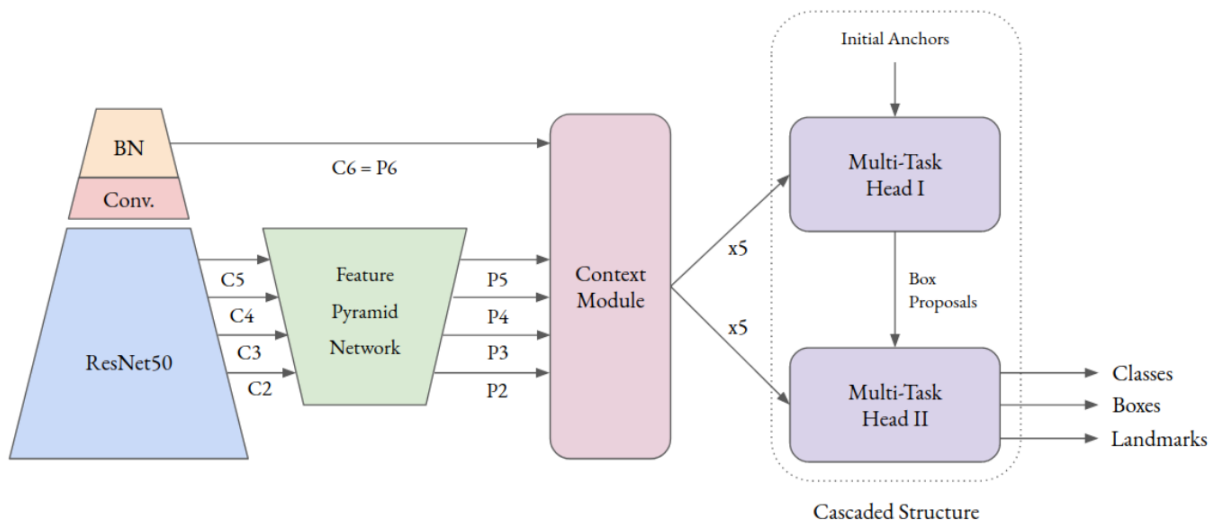 Initial Anchors
BN
C6 = P6
Conv.
Multi-Task
Head I
x5
Feature
Pyramid
Network
C5
C4
C3
C2
P5
P4
P3
P2
Context
Module
Box
Proposals
x5
ResNet50
Multi-Task
Head II
Classes
Boxes
Landmarks
Cascaded Structure